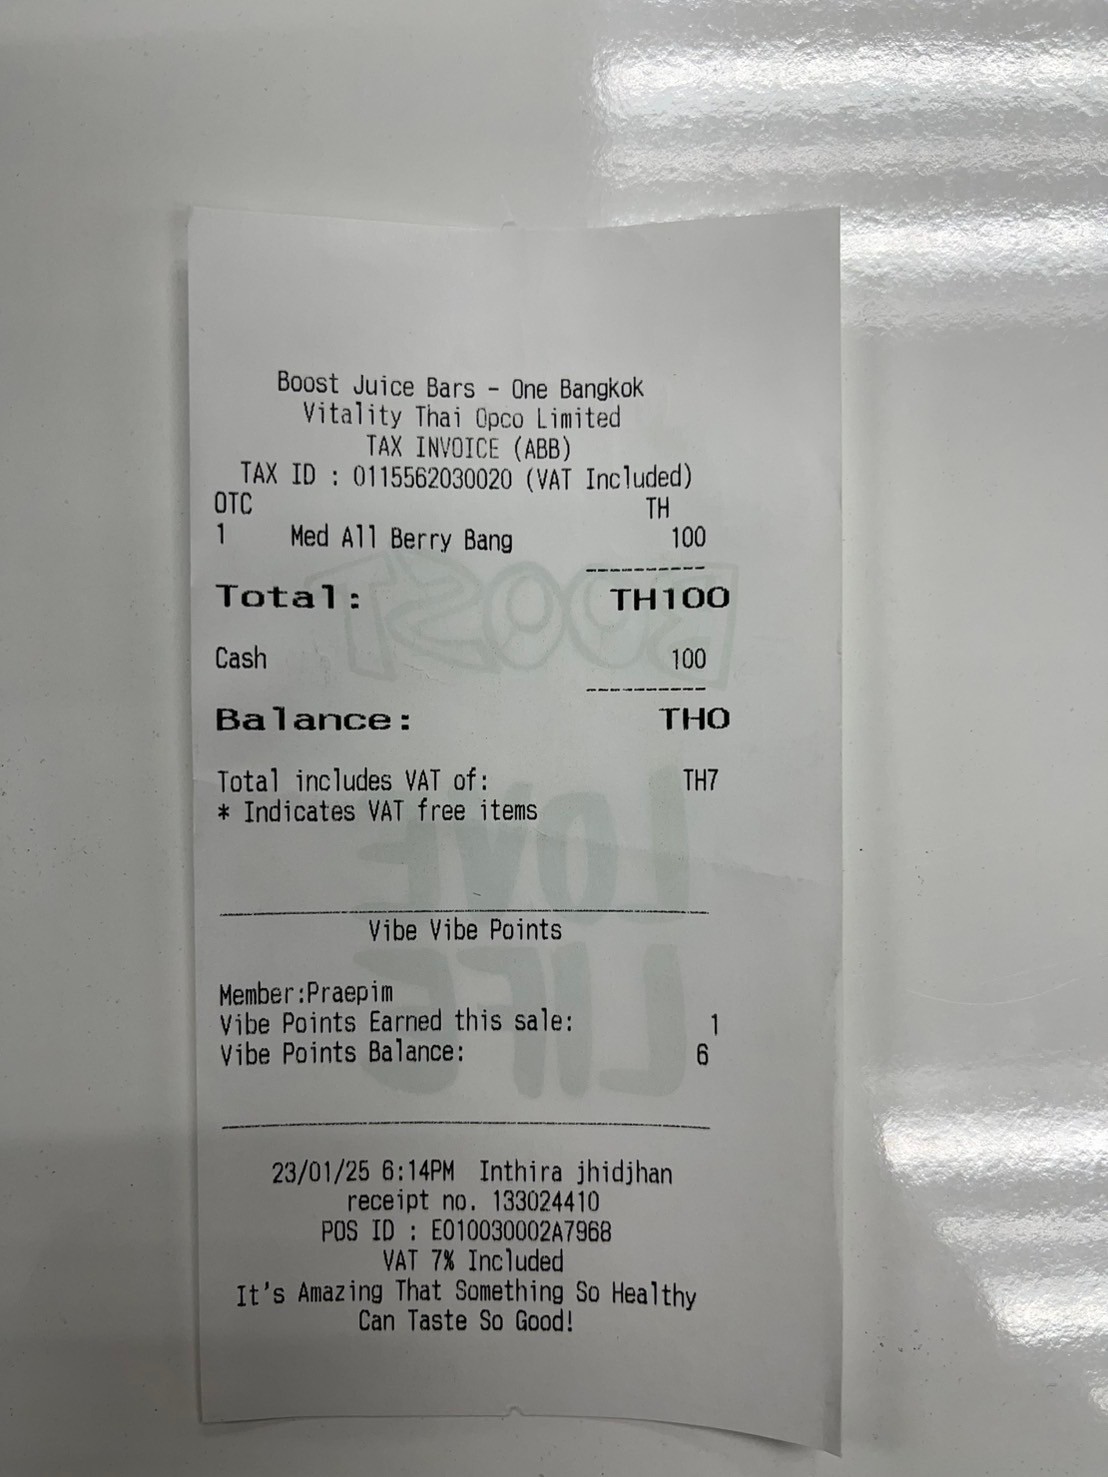 Boost Juice Bars - One Bangkok
Vitality Thai Opco Limited
TAX INVOICE (ABB)
TAX ID : 0115562030020 (VAT Included)
OTC TH
1 Med All Berry Bang 100
Total: TH100
Cash 100
Balance: TH0
Total includes VAT of: TH7
* Indicates VAT free items
Vibe Vibe Points
Member:Praepim
Vibe Points Earned this sale: 1
Vibe Points Balance: 6
23/01/25 6:14PM Inthira jhidjhan
receipt no. 133024410
POS ID : E010030002A7968
VAT 7% Included
It's Amazing That Something So Healthy
Can Taste So Good!
BOOST
LOVE
LIFE